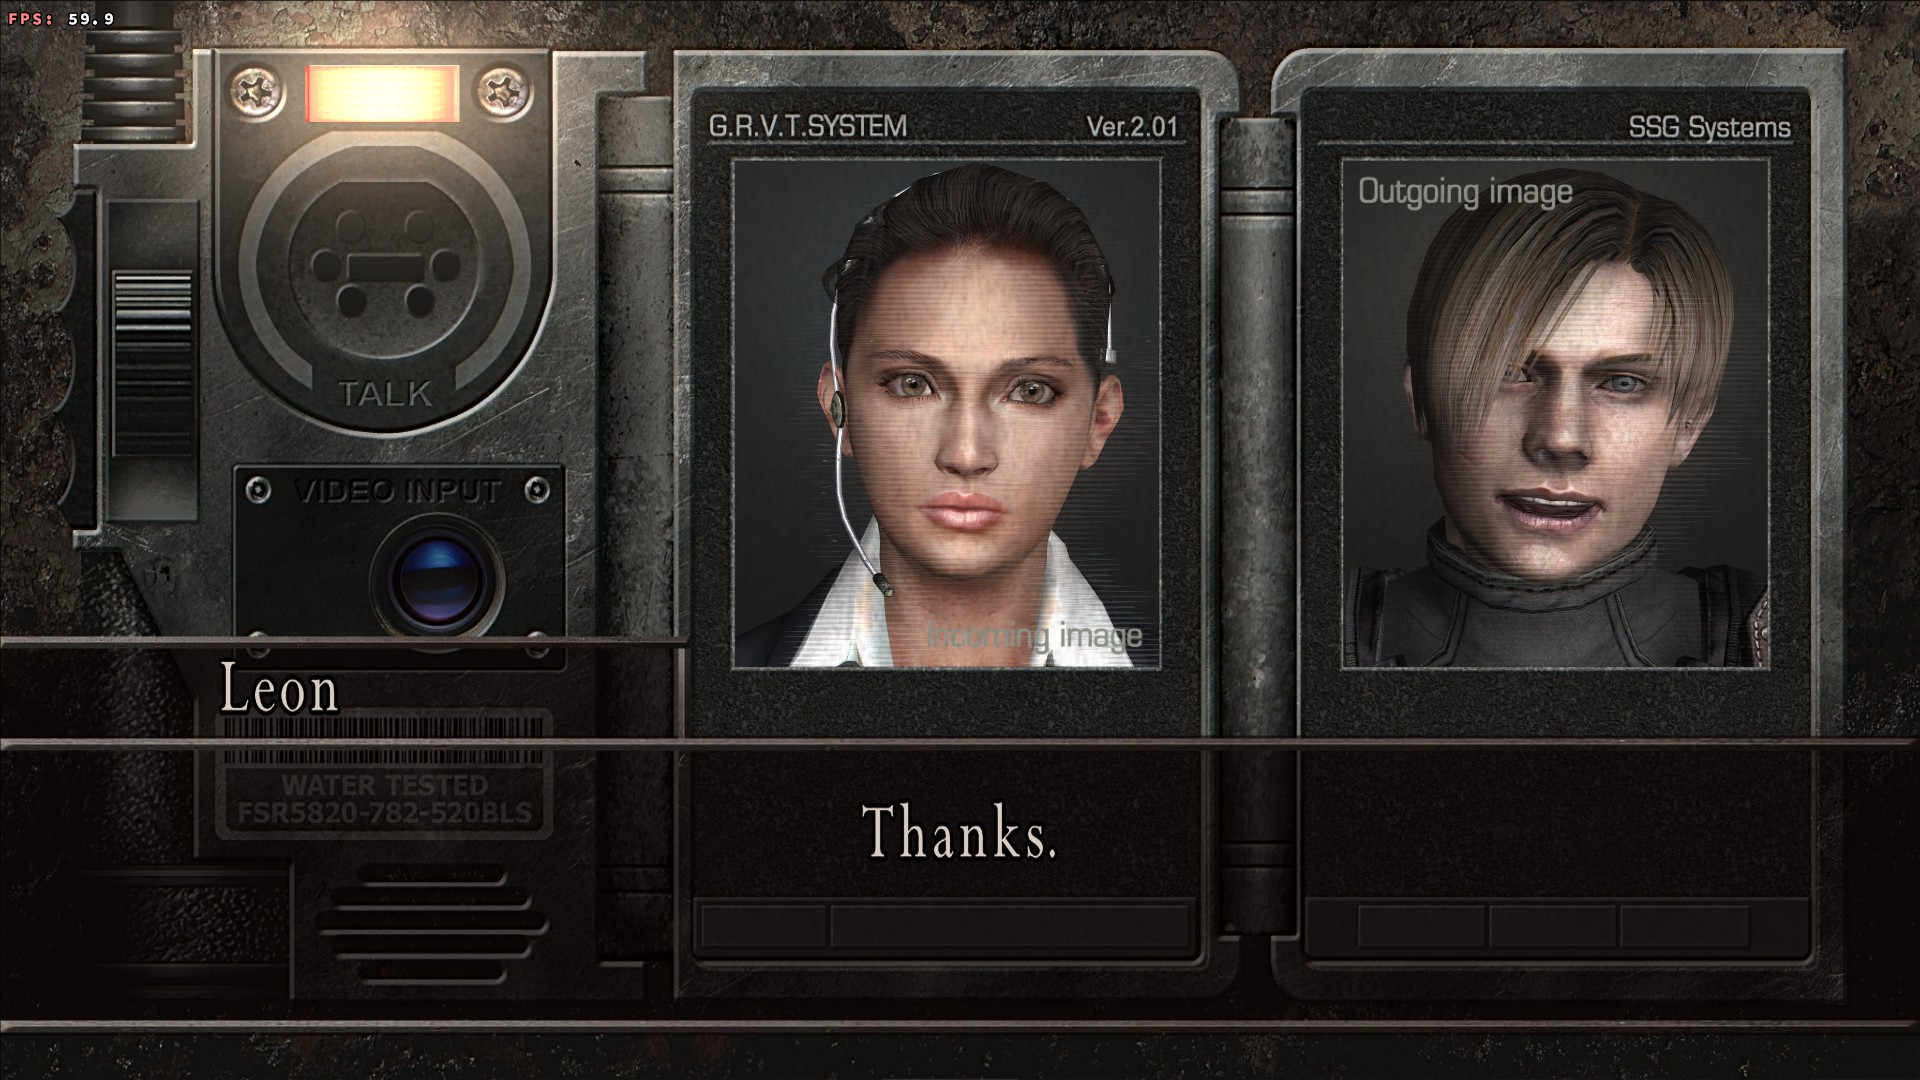 FPS: 59.9
G.R.V.T.SYSTEM Ver.2.01
SSG Systems
Outgoing image
TALK
VIDEO INPUT
Incoming image
Leon
WATER TESTED
FSR5820-782-520BLS
Thanks.